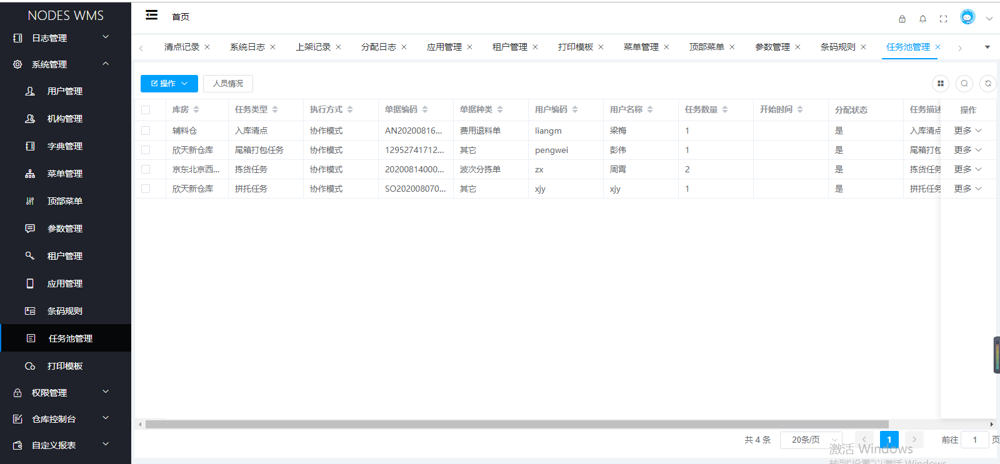 NODES WMS
日志管理
系统管理
用户管理
机构管理
字典管理
菜单管理
顶部菜单
参数管理
租户管理
应用管理
条码规则
任务池管理
打印模板
权限管理
仓库控制台
自定义报表
首页
清点记录 系统日志 上架记录 分配日志 应用管理 租户管理 打印模板 菜单管理 顶部菜单 参数管理 条码规则 任务池管理
操作 人员情况
库房 任务类型 执行方式 单据编码 单据种类 用户编码 用户名称 任务数量 开始时间 分配状态 任务描述 操作
辅料仓 入库清点 协作模式 AN20200816... 费用退料单 liangm 梁梅 1 是 入库清点 更多
欣天新仓库 尾箱打包任务 协作模式 12952741712... 其它 pengwei 彭伟 1 是 尾箱打包 更多
京东北京西... 拣货任务 协作模式 20200814000... 波次分拣单 zx 周霄 2 是 拣货任务 更多
欣天新仓库 拼托任务 协作模式 SO202008070... 其它 xjy xjy 1 是 拼托任务 更多
共 4 条 20条/页 1 前往 1 页
激活 Windows
转到"设置"以激活 Windows